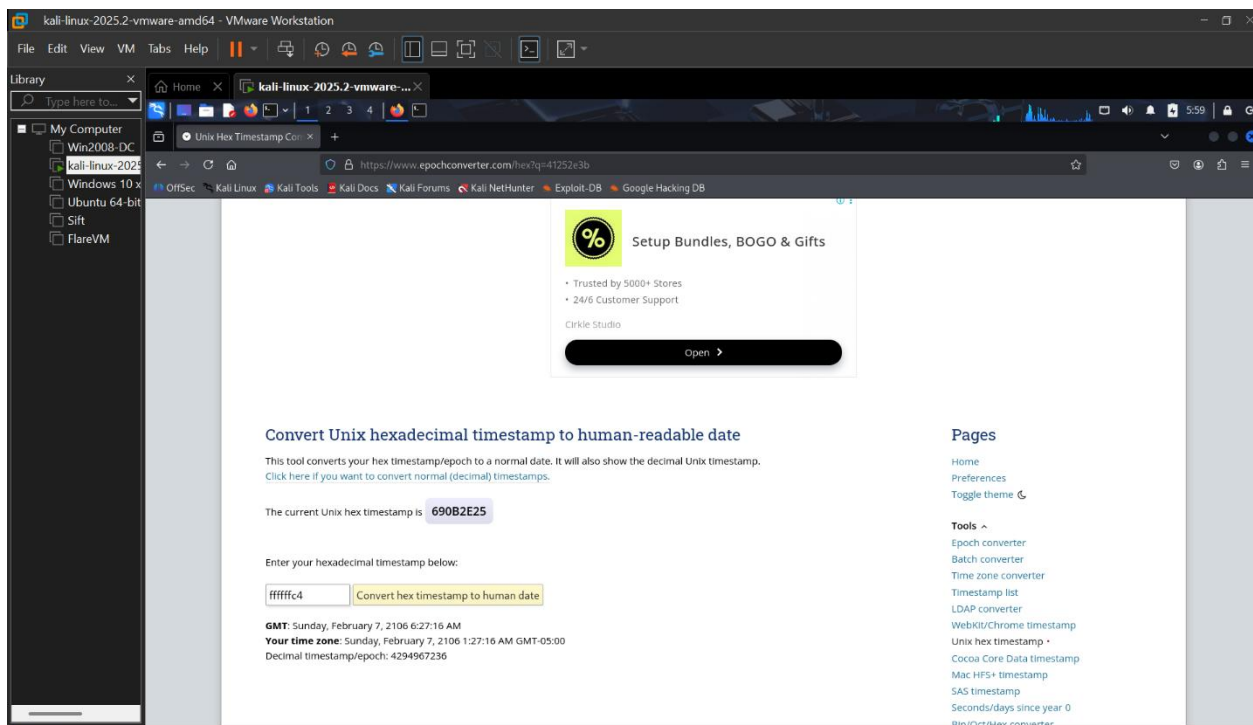 kali-linux-2025.2-vmware-amd64 - VMware Workstation
File Edit View VM Tabs Help
Library
Type here to...
My Computer
Win2008-DC
kali-linux-2025
Windows 10 x
Ubuntu 64-bit
Sift
FlareVM
Home
kali-linux-2025.2-vmware-...
1 2 3 4
5:59
Unix Hex Timestamp Con
https://www.epochconverter.com/hex?q=41252e3b
OffSec Kali Linux Kali Tools Kali Docs Kali Forums Kali NetHunter Exploit-DB Google Hacking DB
Setup Bundles, BOGO & Gifts
• Trusted by 5000+ Stores
• 24/6 Customer Support
Cirkle Studio
Open
Convert Unix hexadecimal timestamp to human-readable date
This tool converts your hex timestamp/epoch to a normal date. It will also show the decimal Unix timestamp.
Click here if you want to convert normal (decimal) timestamps.
The current Unix hex timestamp is 690B2E25
Enter your hexadecimal timestamp below:
ffffffc4 Convert hex timestamp to human date
GMT: Sunday, February 7, 2106 6:27:16 AM
Your time zone: Sunday, February 7, 2106 1:27:16 AM GMT-05:00
Decimal timestamp/epoch: 4294967236
Pages
Home
Preferences
Toggle theme
Tools
Epoch converter
Batch converter
Time zone converter
Timestamp list
LDAP converter
WebKit/Chrome timestamp
Unix hex timestamp •
Cocoa Core Data timestamp
Mac HFS+ timestamp
SAS timestamp
Seconds/days since year 0
Bin/Oct/Hex converter